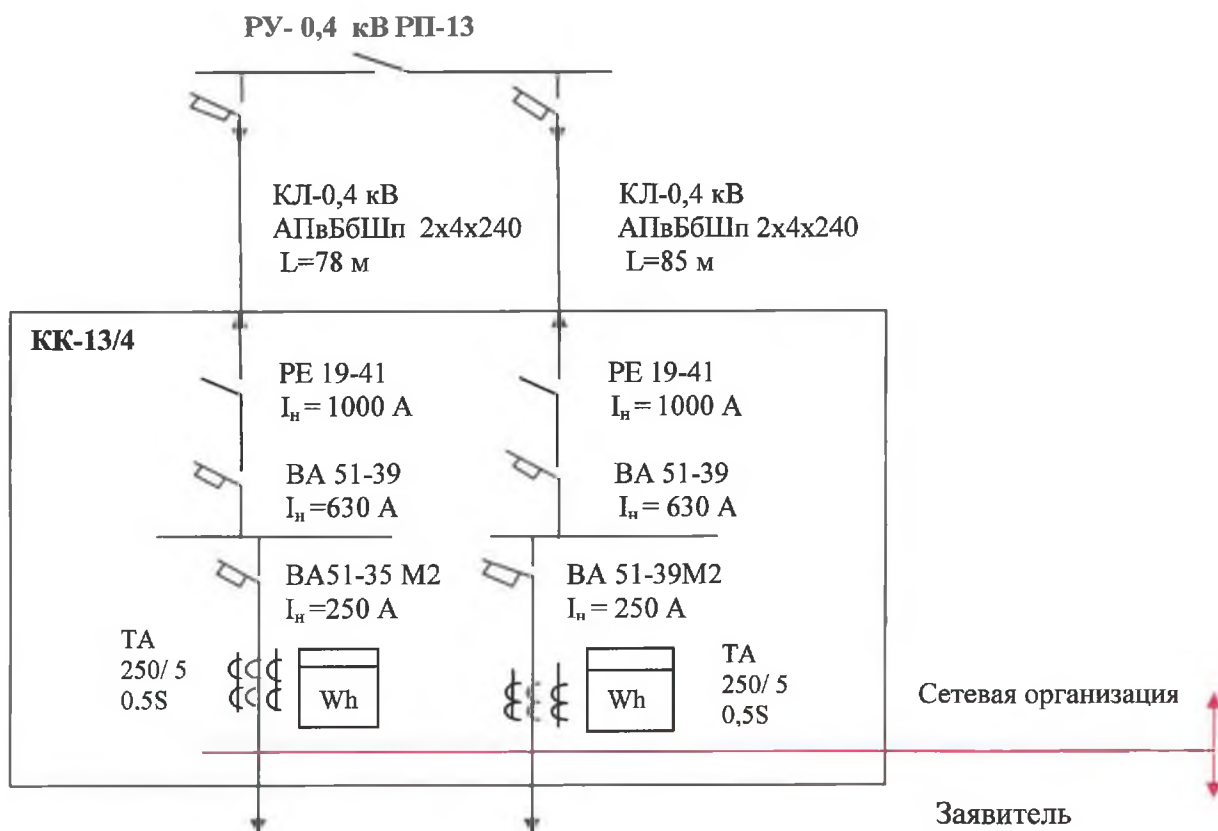 РУ- 0,4 кВ РП-13
КЛ-0,4 кВ
АПвБбШп 2х4х240
L=78 м
КЛ-0,4 кВ
АПвБбШп 2х4х240
L=85 м
КК-13/4
РЕ 19-41
Iн = 1000 А
РЕ 19-41
Iн = 1000 А
ВА 51-39
Iн =630 А
ВА 51-39
Iн = 630 А
ВА51-35 М2
Iн =250 А
ВА 51-39М2
Iн = 250 А
ТА
250/ 5
0.5S
Wh
Wh
ТА
250/ 5
0,5S
Сетевая организация
Заявитель